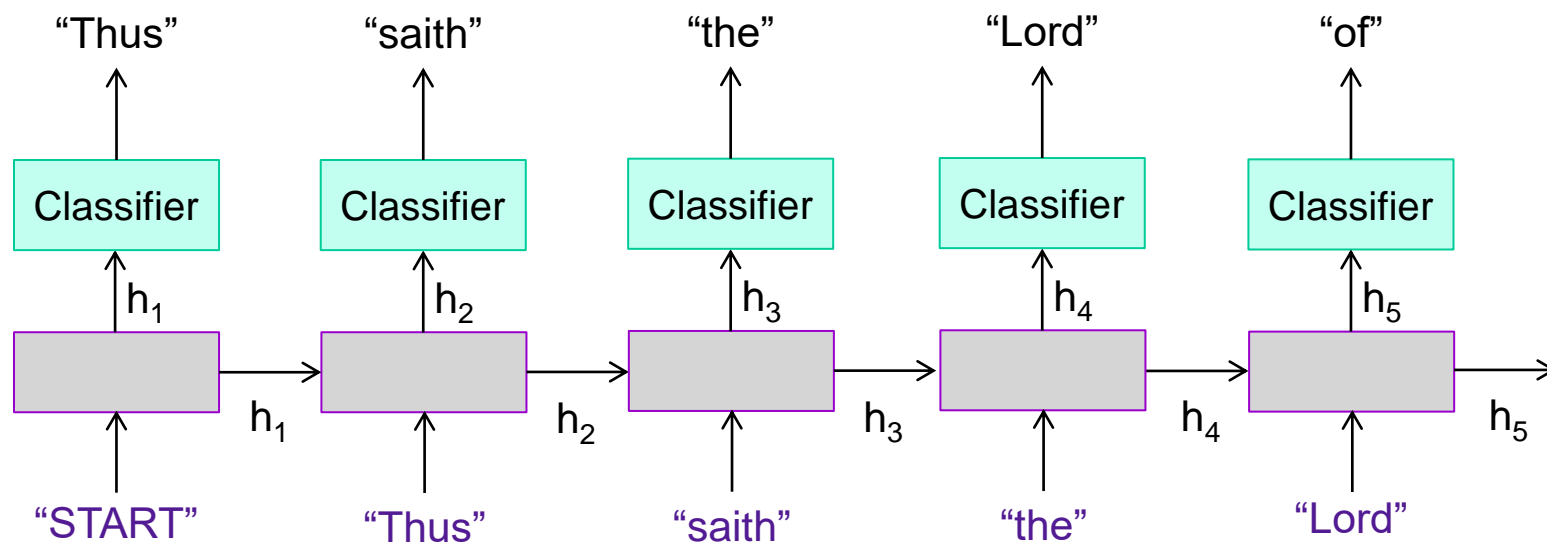 “Thus” “saith” “the” “Lord” “of”
Classifier Classifier Classifier Classifier Classifier
h₁ h₂ h₃ h₄ h₅
h₁ h₂ h₃ h₄ h₅
“START” “Thus” “saith” “the” “Lord”